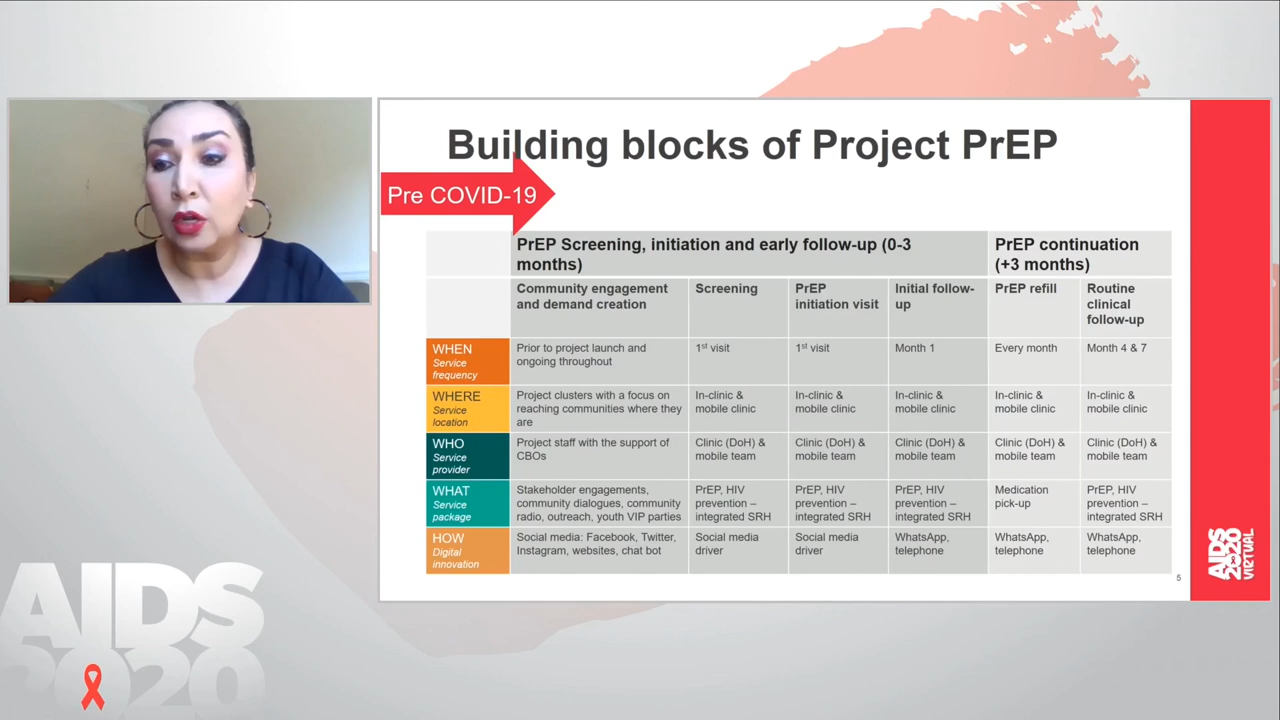 Building blocks of Project PrEP
Pre COVID-19
PrEP Screening, initiation and early follow-up (0-3
months)
PrEP continuation
(+3 months)
Community engagement
and demand creation
Screening
PrEP
initiation visit
Initial follow-
up
PrEP refill
Routine
clinical
follow-up
WHEN
Service
frequency
Prior to project launch and
ongoing throughout
1st visit
1st visit
Month 1
Every month
Month 4 & 7
WHERE
Service
location
Project clusters with a focus on
reaching communities where they
are
In-clinic &
mobile clinic
In-clinic &
mobile clinic
In-clinic &
mobile clinic
In-clinic &
mobile clinic
In-clinic &
mobile clinic
WHO
Service
provider
Project staff with the support of
CBOs
Clinic (DoH) &
mobile team
Clinic (DoH) &
mobile team
Clinic (DoH) &
mobile team
Clinic (DoH) &
mobile team
Clinic (DoH) &
mobile team
WHAT
Service
package
Stakeholder engagements,
community dialogues, community
radio, outreach, youth VIP parties
PrEP, HIV
prevention –
integrated SRH
PrEP, HIV
prevention –
integrated SRH
PrEP, HIV
prevention –
integrated SRH
Medication
pick-up
PrEP, HIV
prevention –
integrated SRH
HOW
Digital
innovation
Social media: Facebook, Twitter,
Instagram, websites, chat bot
Social media
driver
Social media
driver
WhatsApp,
telephone
WhatsApp,
telephone
WhatsApp,
telephone
5
AIDS
2020
VIRTUAL
AIDS
2020